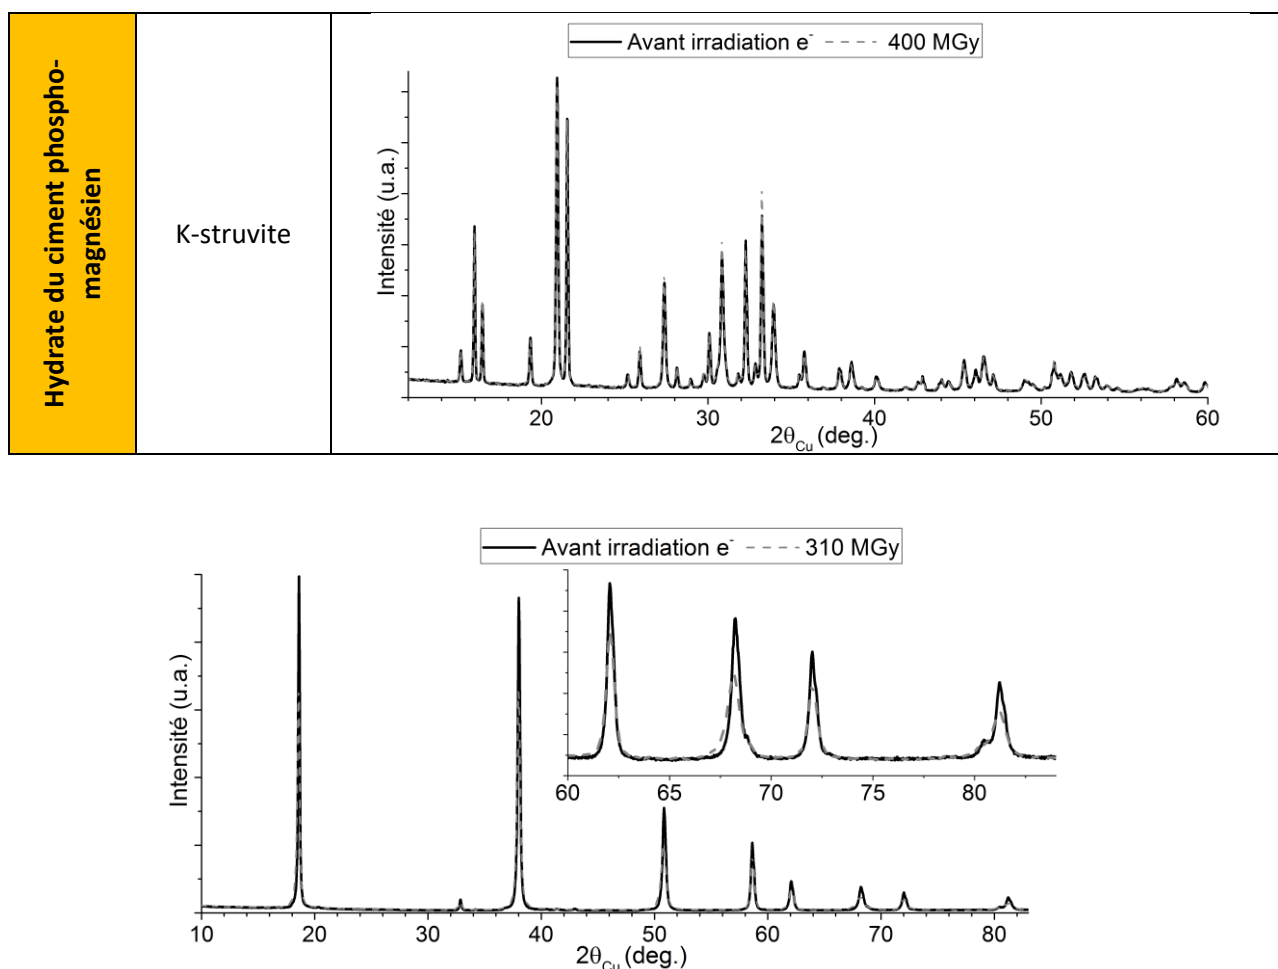 Hydrate du ciment phospho-
magnésien
K-struvite
Avant irradiation e⁻
400 MGy
Intensité (u.a.)
20
30
40
50
60
2θCu (deg.)
Avant irradiation e⁻
310 MGy
Intensité (u.a.)
60
65
70
75
80
10
20
30
40
50
60
70
80
2θCu (deg.)